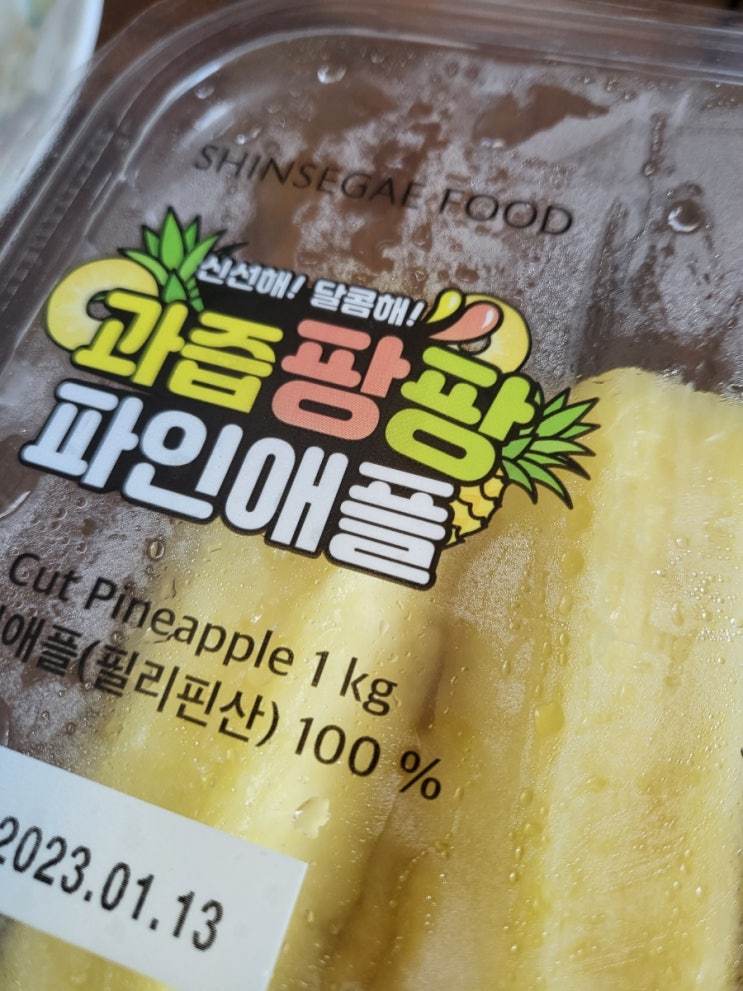 SHINSEGAE FOOD
신선해! 달콤해!
과즙팡팡
파인애플
Cut Pineapple 1 kg
애플(필리핀산) 100 %
2023.01.13